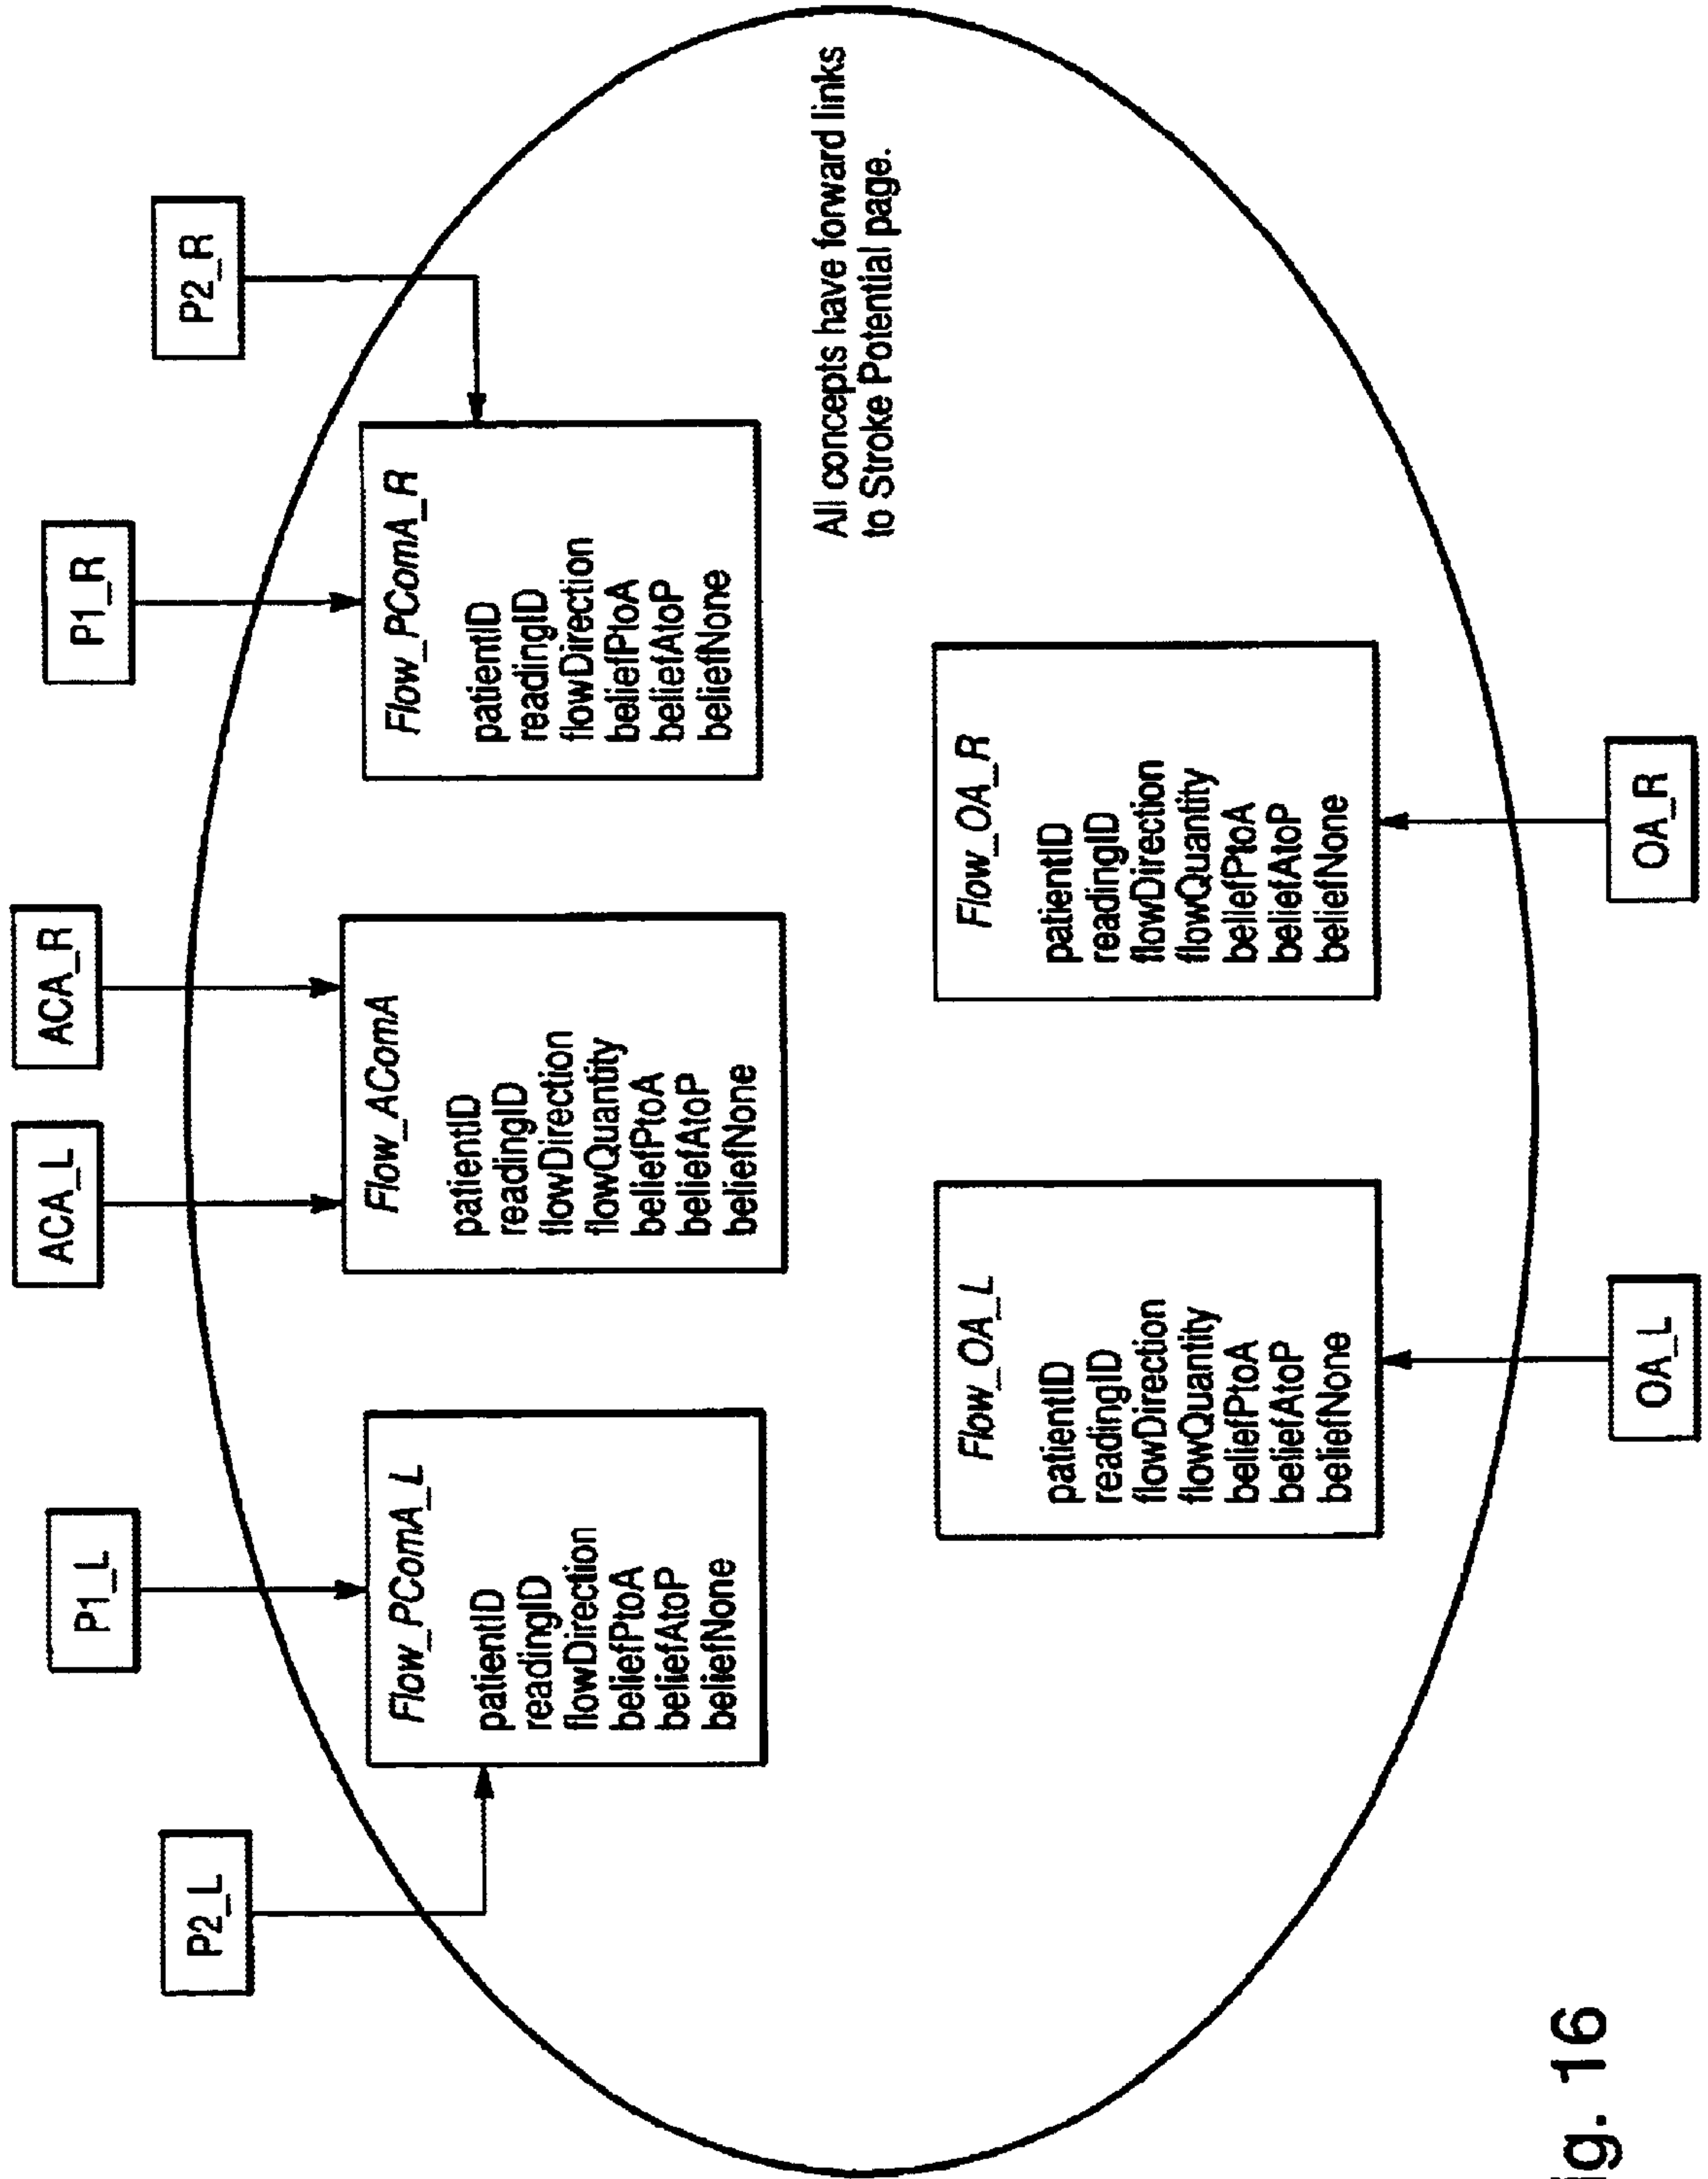 P2_L
P1_L
ACA_L
ACA_R
P1_R
P2_R
Flow_PComA_L
patientID
readingID
flowDirection
beliefPtoA
beliefAtoP
beliefNone
Flow_AComA
patientID
readingID
flowDirection
flowQuantity
beliefPtoA
beliefAtoP
beliefNone
Flow_PComA_R
patientID
readingID
flowDirection
beliefPtoA
beliefAtoP
beliefNone
All concepts have forward links
to Stroke Potential page.
Flow_OA_L
patientID
readingID
flowDirection
flowQuantity
beliefPtoA
beliefAtoP
beliefNone
Flow_OA_R
patientID
readingID
flowDirection
flowQuantity
beliefPtoA
beliefAtoP
beliefNone
OA_L
OA_R
ig. 16